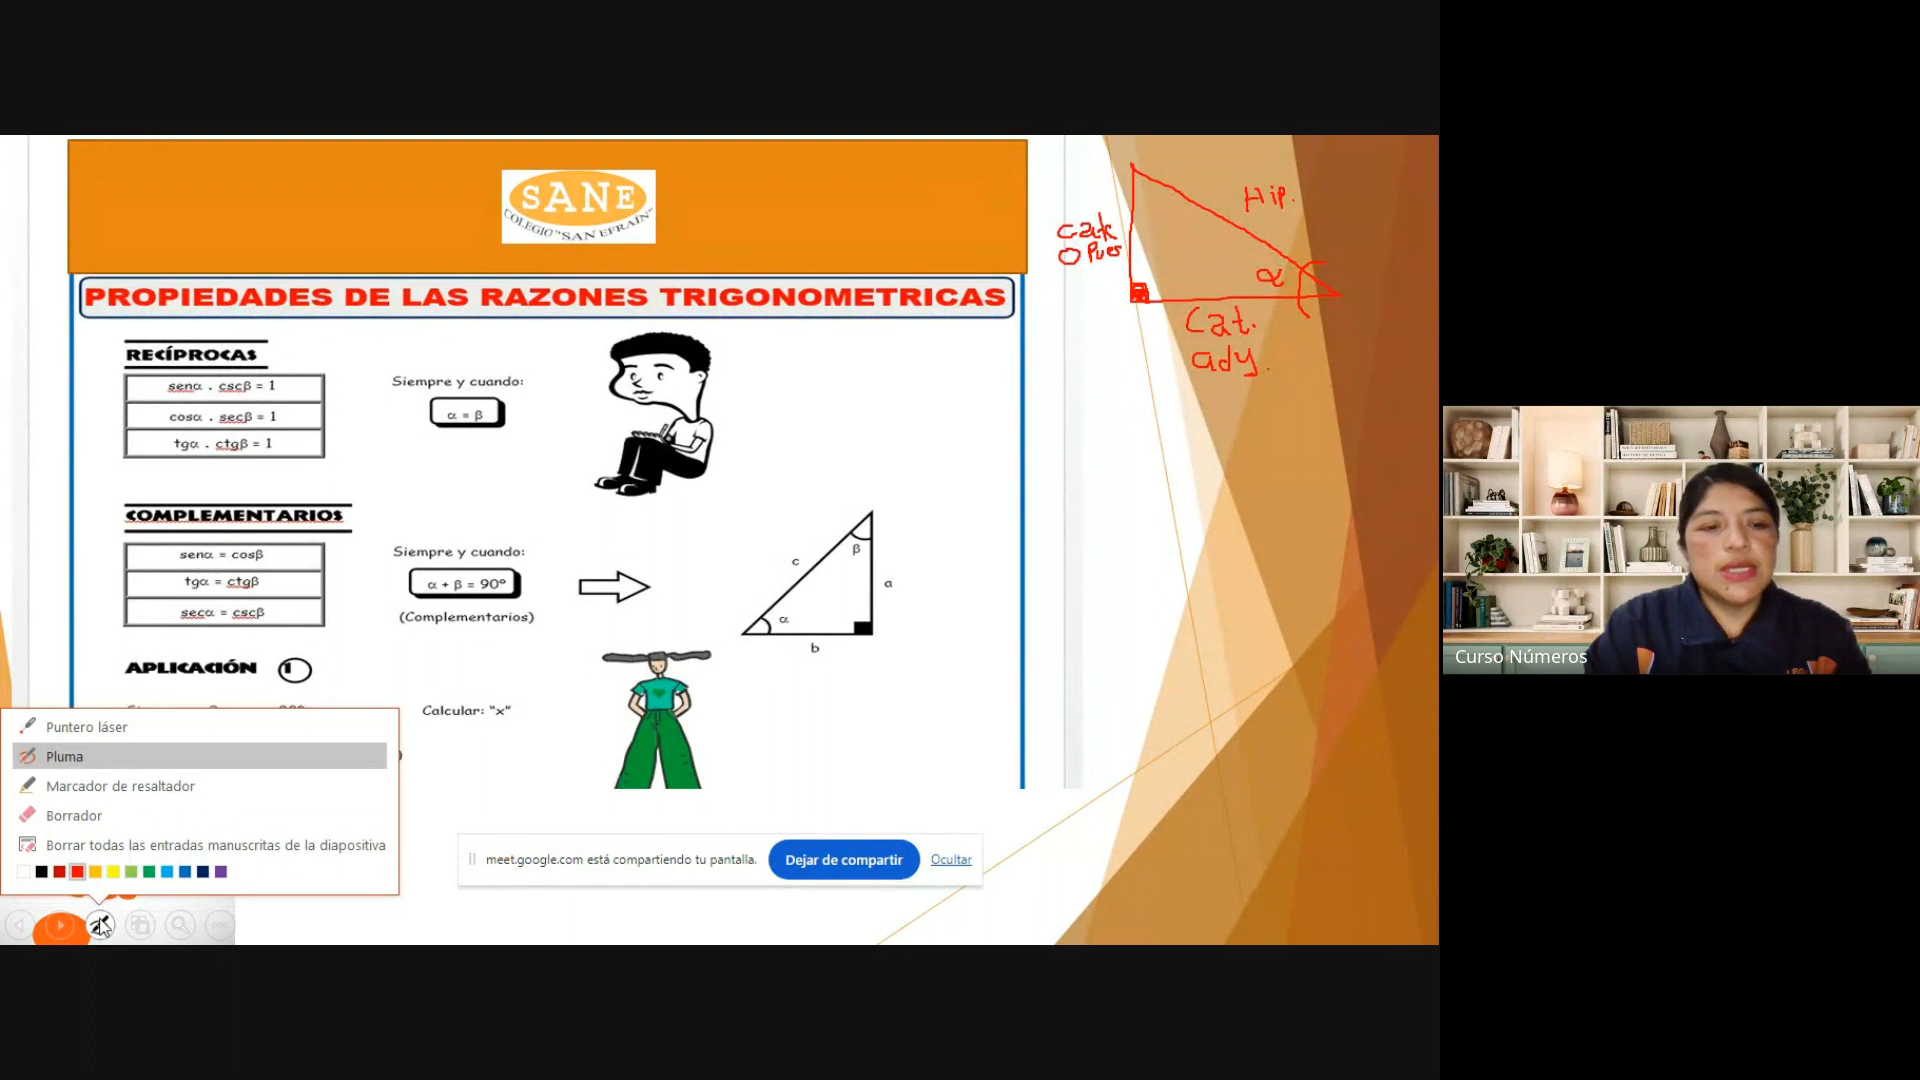 SANE
COLEGIO "SAN EFRAIN"
PROPIEDADES DE LAS RAZONES TRIGONOMETRICAS
RECÍPROCAS
senα . cscβ = 1
cosα . secβ = 1
tgα . ctgβ = 1
Siempre y cuando:
α = β
COMPLEMENTARIOS
senα = cosβ
tgα = ctgβ
secα = cscβ
Siempre y cuando:
α + β = 90º
(Complementarios)
c
β
a
α
b
APLICACIÓN 1
Calcular: "x"
Hip.
Cat
OPues
α
Cat.
ady.
Puntero láser
Pluma
Marcador de resaltador
Borrador
Borrar todas las entradas manuscritas de la diapositiva
meet.google.com está compartiendo tu pantalla.
Dejar de compartir
Ocultar
Curso Números